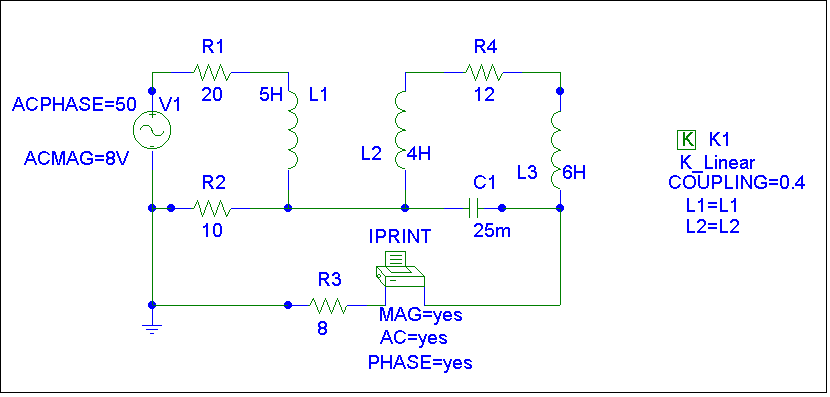 R1
R4
ACPHASE=50
V1
20
5H
L1
12
ACMAG=8V
L2
4H
L3
6H
K
K1
K_Linear
COUPLING=0.4
L1=L1
L2=L2
R2
C1
10
25m
IPRINT
R3
8
MAG=yes
AC=yes
PHASE=yes